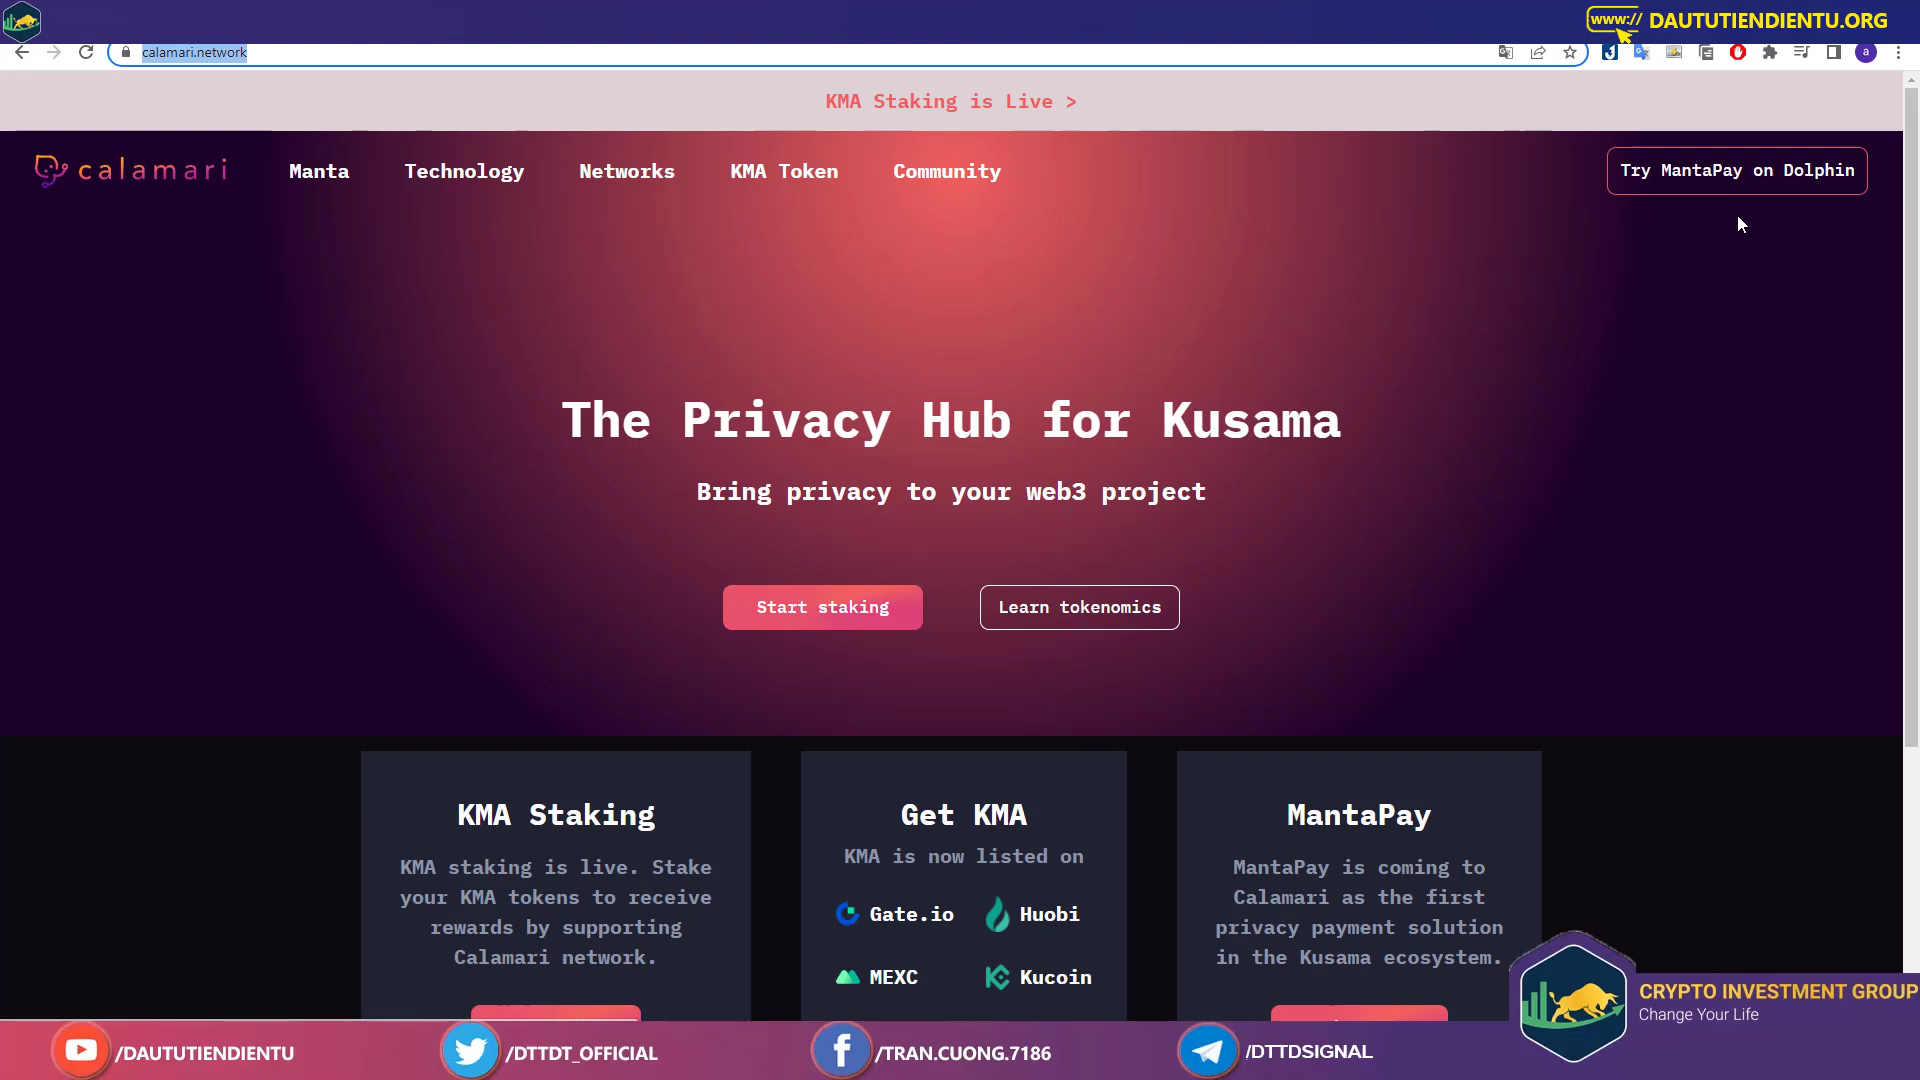 www:// DAUTUTIENDIENTU.ORG
calamari.network
a
KMA Staking is Live >
calamari
Manta
Technology
Networks
KMA Token
Community
Try MantaPay on Dolphin
The Privacy Hub for Kusama
Bring privacy to your web3 project
Start staking
Learn tokenomics
KMA Staking
KMA staking is live. Stake
your KMA tokens to receive
rewards by supporting
Calamari network.
Get KMA
KMA is now listed on
Gate.io
Huobi
MEXC
Kucoin
MantaPay
MantaPay is coming to
Calamari as the first
privacy payment solution
in the Kusama ecosystem.
CRYPTO INVESTMENT GROUP
Change Your Life
/DAUTUTIENDIENTU
/DTTDT_OFFICIAL
/TRAN.CUONG.7186
/DTTDSIGNAL